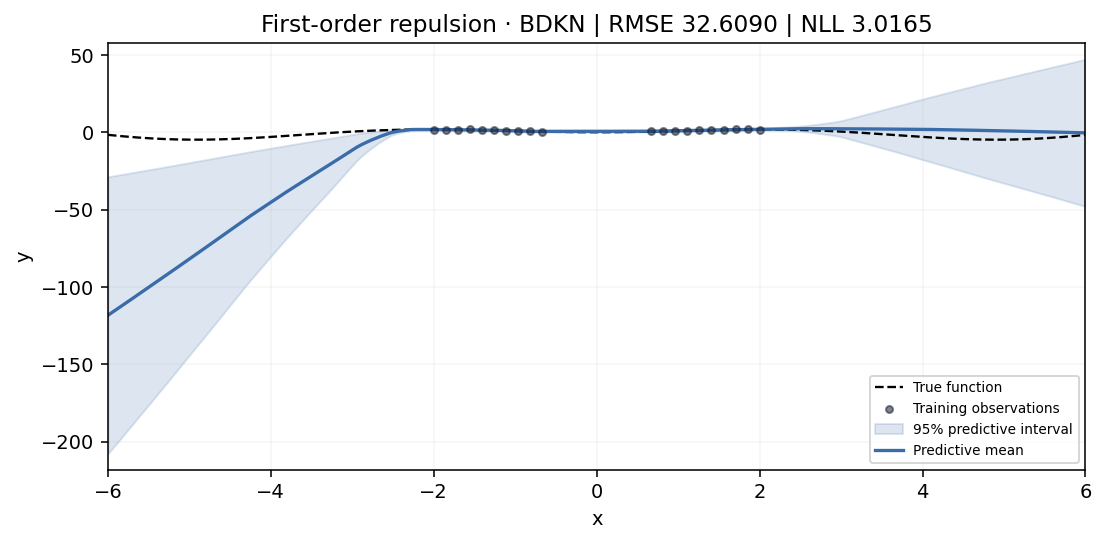 First-order repulsion · BDKN | RMSE 32.6090 | NLL 3.0165
50
0
−50
−100
−150
−200
y
−6
−4
−2
0
2
4
6
x
True function
Training observations
95% predictive interval
Predictive mean